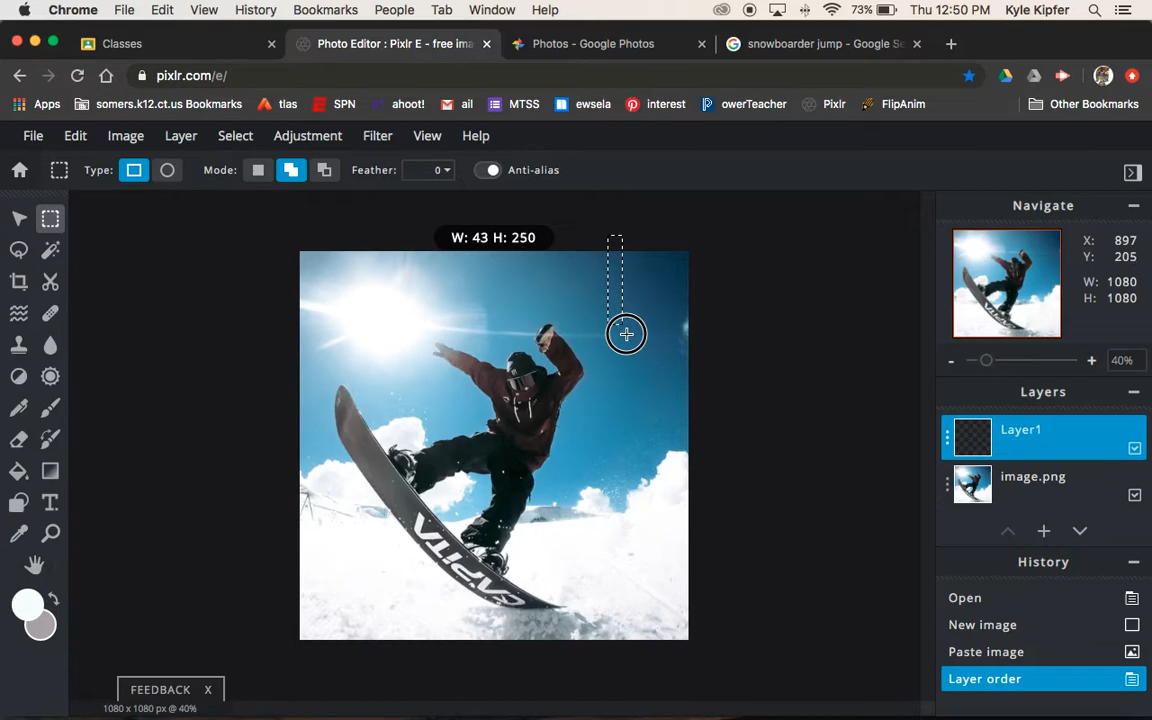 Chrome File Edit View History Bookmarks People Tab Window Help 73% Thu 12:50 PM Kyle Kipfer
Classes Photo Editor : Pixlr E - free ima Photos - Google Photos snowboarder jump - Google Se
pixlr.com/e/
Apps somers.k12.ct.us Bookmarks tlas SPN ahoot! ail MTSS ewsela interest owerTeacher Pixlr FlipAnim Other Bookmarks
File Edit Image Layer Select Adjustment Filter View Help
Type: Mode: Feather: 0 Anti-alias
Navigate
W: 43 H: 250
X: 897
Y: 205
W: 1080
H: 1080
40%
Layers
Layer1
image.png
CAPiTA
History
Open
New image
Paste image
Layer order
FEEDBACK X
1080 x 1080 px @ 40%